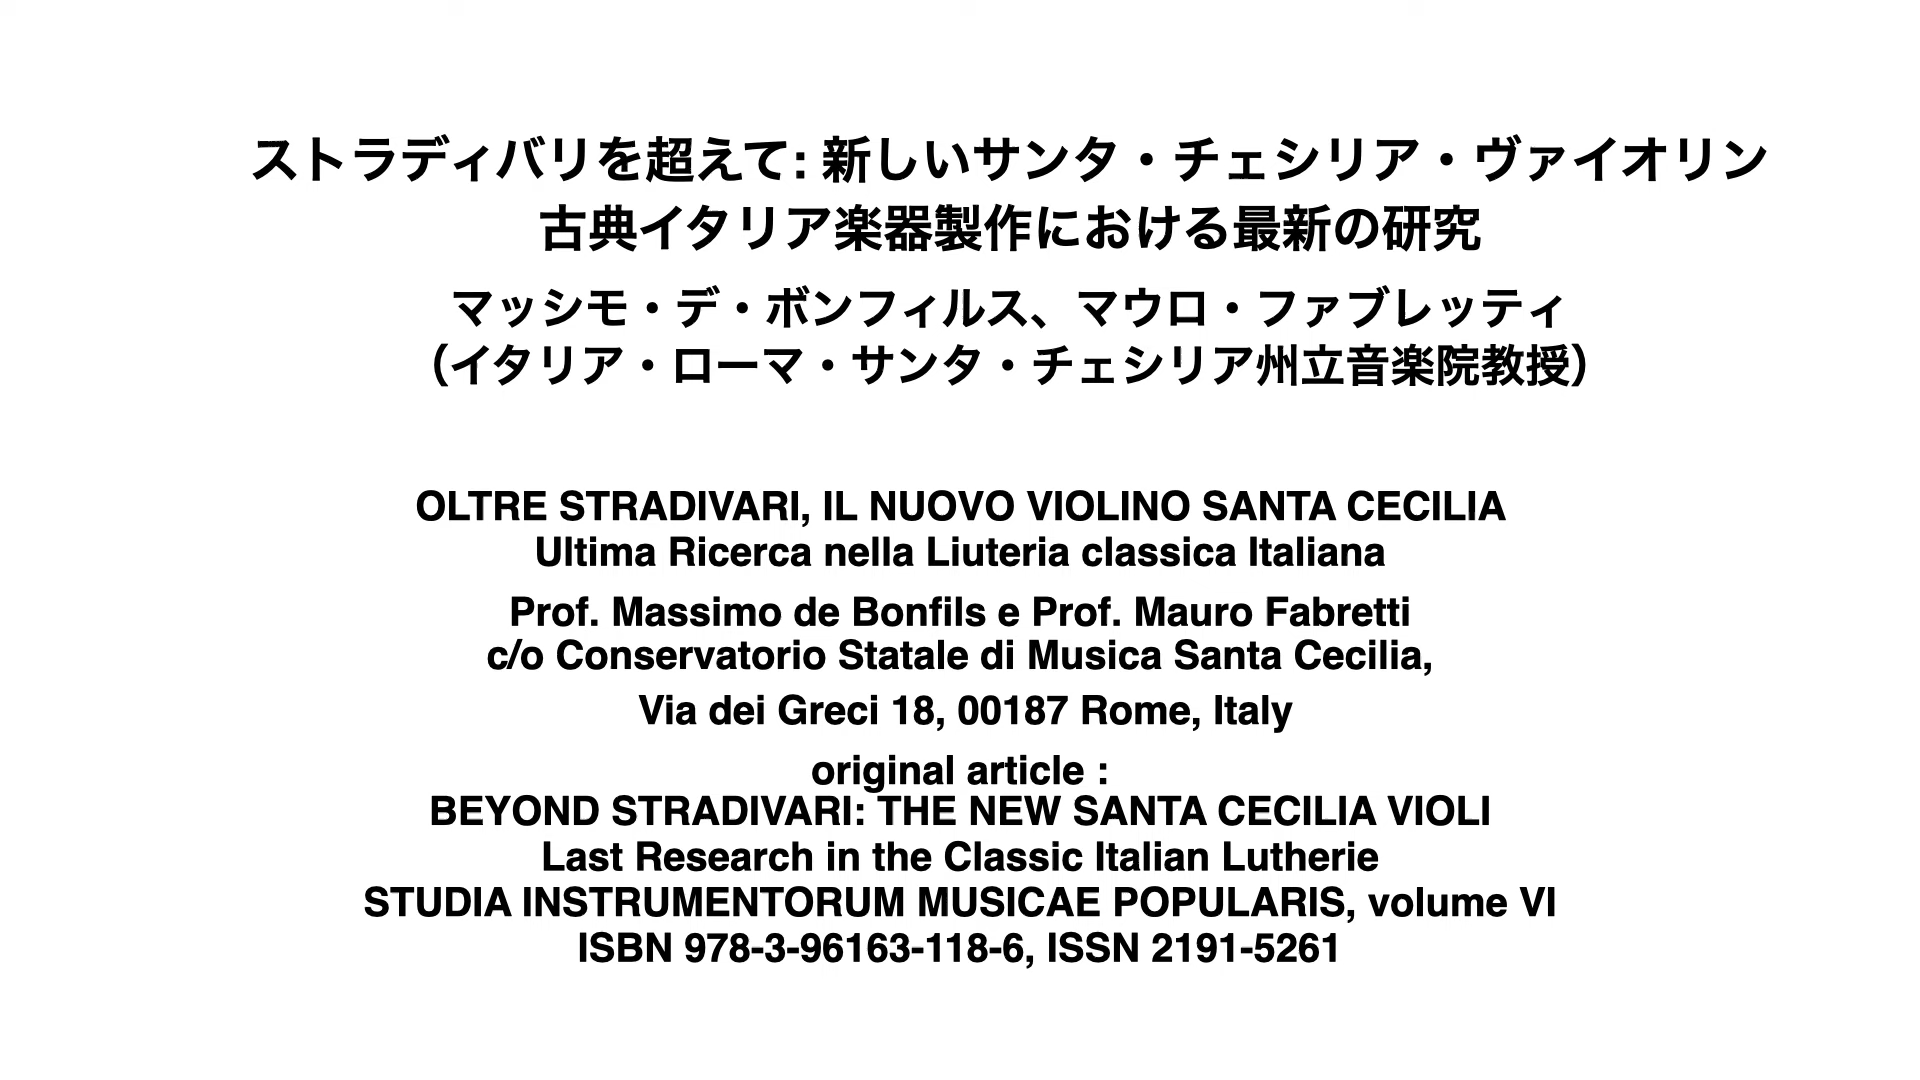 ストラディバリを超えて: 新しいサンタ・チェシリア・ヴァイオリン
古典イタリア楽器製作における最新の研究
マッシモ・デ・ボンフィルス、マウロ・ファブレッティ
（イタリア・ローマ・サンタ・チェシリア州立音楽院教授）
OLTRE STRADIVARI, IL NUOVO VIOLINO SANTA CECILIA
Ultima Ricerca nella Liuteria classica Italiana
Prof. Massimo de Bonfils e Prof. Mauro Fabretti
c/o Conservatorio Statale di Musica Santa Cecilia,
Via dei Greci 18, 00187 Rome, Italy
original article :
BEYOND STRADIVARI: THE NEW SANTA CECILIA VIOLI
Last Research in the Classic Italian Lutherie
STUDIA INSTRUMENTORUM MUSICAE POPULARIS, volume VI
ISBN 978-3-96163-118-6, ISSN 2191-5261